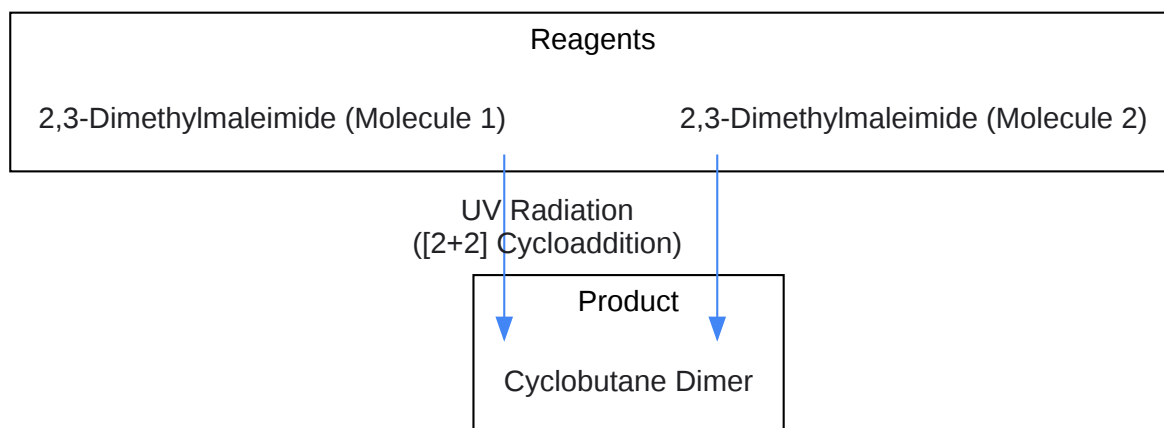 Reagents
2,3-Dimethylmaleimide (Molecule 1)
2,3-Dimethylmaleimide (Molecule 2)
UV Radiation
([2+2] Cycloaddition)
Product
Cyclobutane Dimer